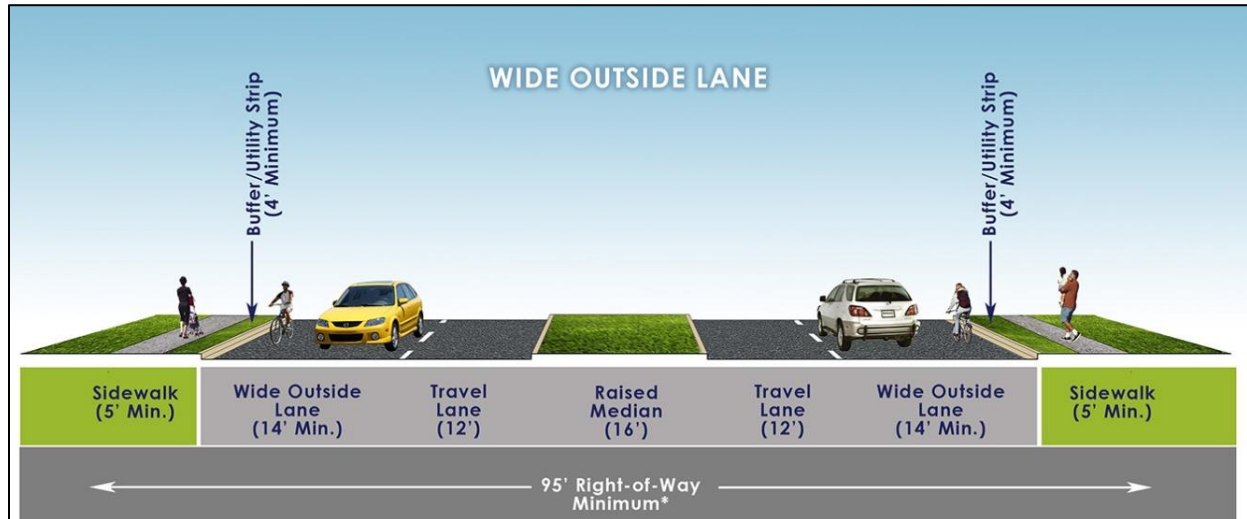 WIDE OUTSIDE LANE
Buffer/Utility Strip
(4' Minimum)
Buffer/Utility Strip
(4' Minimum)
Sidewalk
(5' Min.)
Wide Outside
Lane
(14' Min.)
Travel
Lane
(12')
Raised
Median
(16')
Travel
Lane
(12')
Wide Outside
Lane
(14' Min.)
Sidewalk
(5' Min.)
95' Right-of-Way
Minimum*